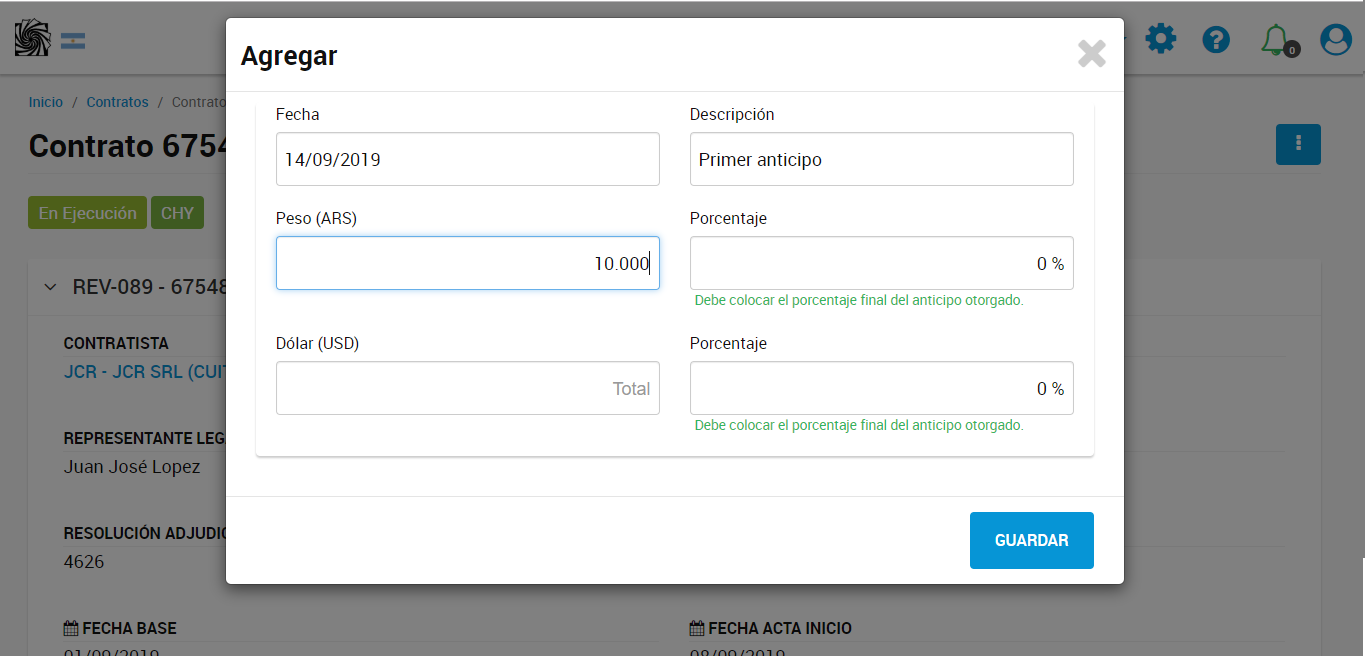 Agregar
0
Inicio / Contratos / Contrato
Contrato 6754
En Ejecución CHY
Fecha
Descripción
14/09/2019
Primer anticipo
Peso (ARS)
Porcentaje
10.000
0 %
Debe colocar el porcentaje final del anticipo otorgado.
Dólar (USD)
Porcentaje
Total
0 %
Debe colocar el porcentaje final del anticipo otorgado.
GUARDAR
REV-089 - 67548
CONTRATISTA
JCR - JCR SRL (CUIT
REPRESENTANTE LEGA
Juan José Lopez
RESOLUCIÓN ADJUDIC
4626
FECHA BASE
01/09/2019
FECHA ACTA INICIO
08/09/2019